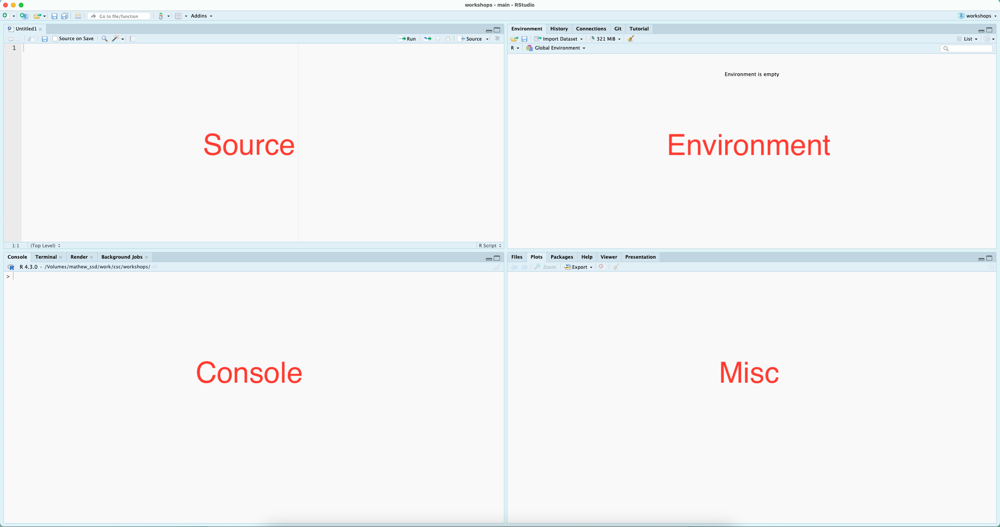 workshops - main - RStudio
Go to file/function Addins workshops
Untitled1
Source on Save Run Source
1
Source
1:1 (Top Level) R Script
Environment History Connections Git Tutorial
Import Dataset 321 MiB List
R Global Environment
Environment is empty
Environment
Console Terminal Render Background Jobs
R 4.3.0 · /Volumes/mathew_ssd/work/csc/workshops/
>
Console
Files Plots Packages Help Viewer Presentation
Zoom Export
Misc